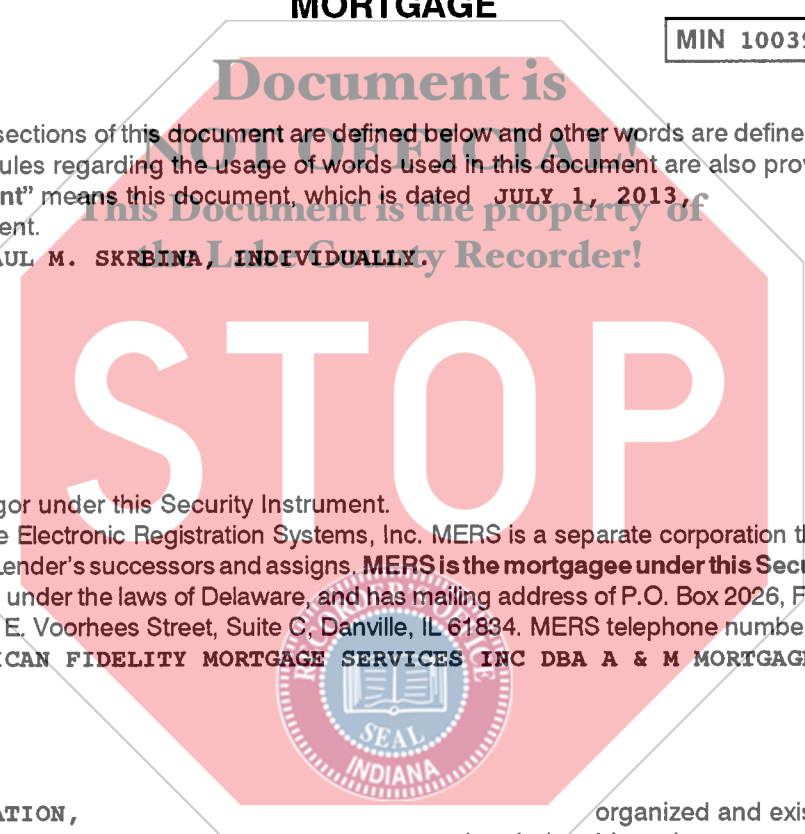 MORTGAGE
MIN 10039
Document is
sections of this document are defined below and other words are define
NOT OFFICIAL!
ules regarding the usage of words used in this document are also prov
nt” means this document, which is dated JULY 1, 2013,
This Document is the property of
ent.
AUL M. SKRBINA, INDIVIDUALLY.
the Lake County Recorder!
STOP
gor under this Security Instrument.
e Electronic Registration Systems, Inc. MERS is a separate corporation th
Lender's successors and assigns. MERS is the mortgagee under this Secu
under the laws of Delaware, and has mailing address of P.O. Box 2026, F
E. Voorhees Street, Suite C, Danville, IL 61834. MERS telephone numbe
ICAN FIDELITY MORTGAGE SERVICES INC DBA A & M MORTGAGE
RECORDER'S OFFICE
SEAL
INDIANA
ATION,
organized and exis